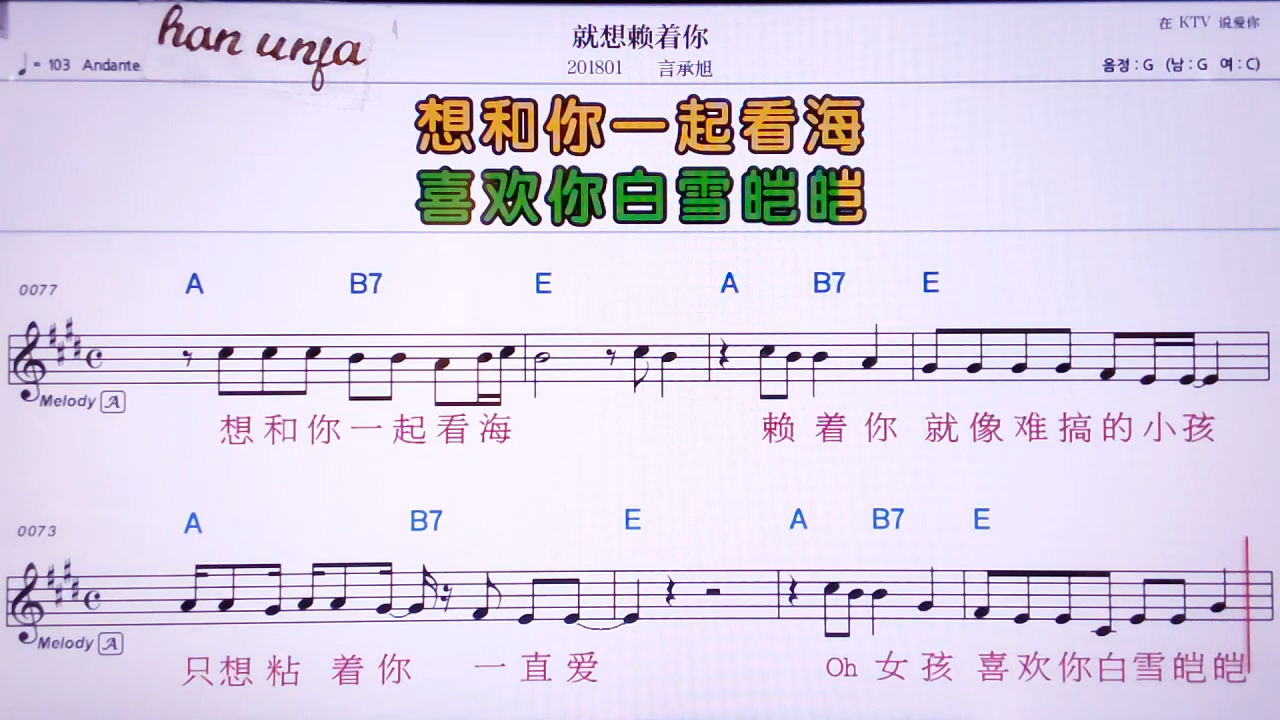 han unfa
就想赖着你
在 KTV 说爱你
♩= 103 Andante
201801 言承旭
음정 : G (남 : G 여 : C)
想和你一起看海
喜欢你白雪皑皑
0077 A B7 E A B7 E
Melody A
想和你一起看海 赖着你 就像难搞的小孩
0073 A B7 E A B7 E
Melody A
只想粘 着你 一直爱 Oh 女孩 喜欢你白雪皑皑